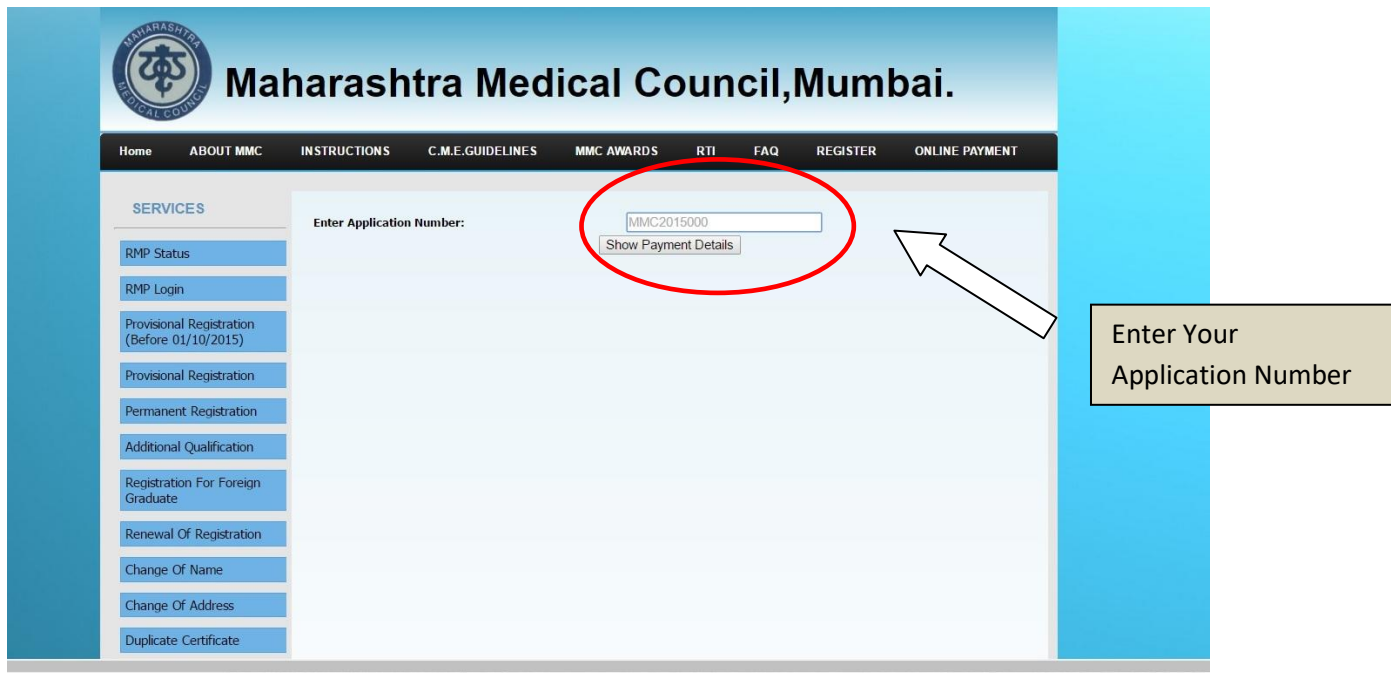 MAHARASHTRA
MEDICAL COUNCIL
Maharashtra Medical Council,Mumbai.
Home ABOUT MMC INSTRUCTIONS C.M.E.GUIDELINES MMC AWARDS RTI FAQ REGISTER ONLINE PAYMENT
SERVICES
Enter Application Number: MMC2015000
Show Payment Details
RMP Status
RMP Login
Provisional Registration
(Before 01/10/2015)
Provisional Registration
Permanent Registration
Additional Qualification
Registration For Foreign
Graduate
Renewal Of Registration
Change Of Name
Change Of Address
Duplicate Certificate
Enter Your
Application Number